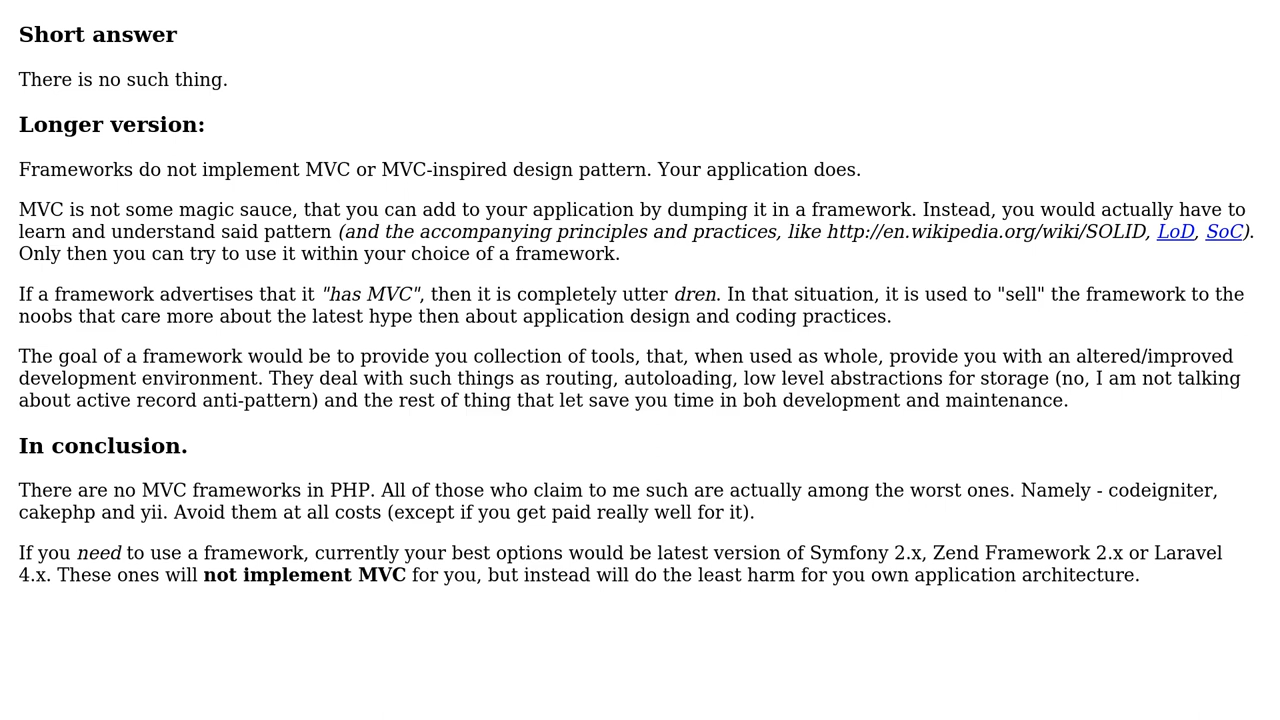 Short answer
There is no such thing.
Longer version:
Frameworks do not implement MVC or MVC-inspired design pattern. Your application does.
MVC is not some magic sauce, that you can add to your application by dumping it in a framework. Instead, you would actually have to
learn and understand said pattern (and the accompanying principles and practices, like http://en.wikipedia.org/wiki/SOLID, LoD, SoC).
Only then you can try to use it within your choice of a framework.
If a framework advertises that it "has MVC", then it is completely utter dren. In that situation, it is used to "sell" the framework to the
noobs that care more about the latest hype then about application design and coding practices.
The goal of a framework would be to provide you collection of tools, that, when used as whole, provide you with an altered/improved
development environment. They deal with such things as routing, autoloading, low level abstractions for storage (no, I am not talking
about active record anti-pattern) and the rest of thing that let save you time in boh development and maintenance.
In conclusion.
There are no MVC frameworks in PHP. All of those who claim to me such are actually among the worst ones. Namely - codeigniter,
cakephp and yii. Avoid them at all costs (except if you get paid really well for it).
If you need to use a framework, currently your best options would be latest version of Symfony 2.x, Zend Framework 2.x or Laravel
4.x. These ones will not implement MVC for you, but instead will do the least harm for you own application architecture.